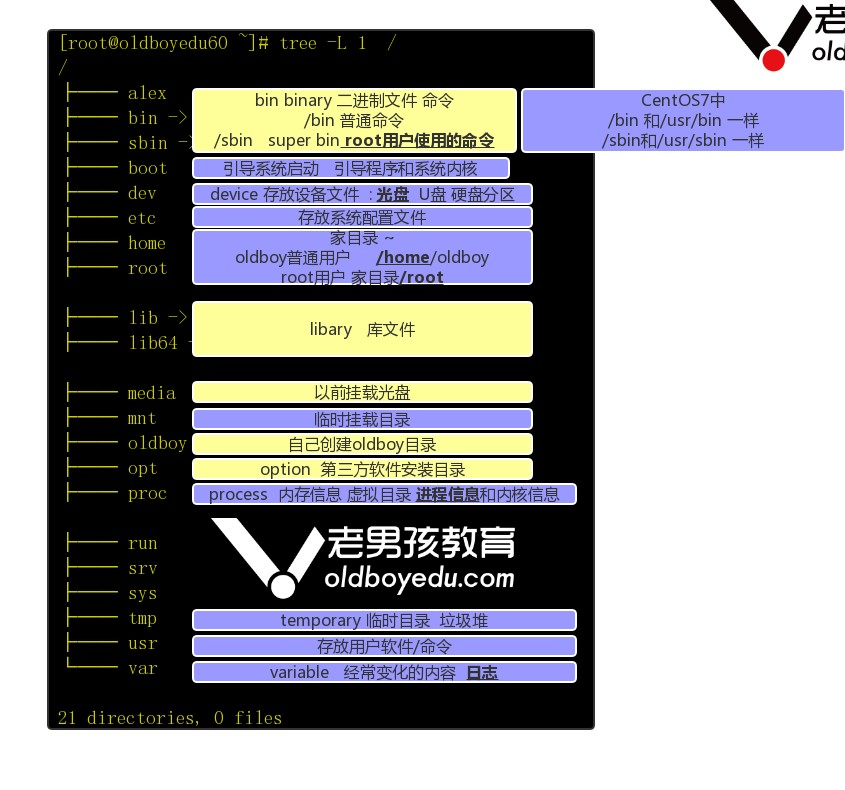 老
old
[root@oldboyedu60 ~]# tree -L 1 /
/
alex
bin -> bin binary 二进制文件 命令
/bin 普通命令
sbin -> /sbin super bin root用户使用的命令
CentOS7中
/bin 和/usr/bin 一样
/sbin和/usr/sbin 一样
boot 引导系统启动 引导程序和系统内核
dev device 存放设备文件 : 光盘 U盘 硬盘分区
etc 存放系统配置文件
家目录 ~
home oldboy普通用户 /home/oldboy
root root用户 家目录/root
lib -> libary 库文件
lib64 -
media 以前挂载光盘
mnt 临时挂载目录
oldboy 自己创建oldboy目录
opt option 第三方软件安装目录
proc process 内存信息 虚拟目录 进程信息和内核信息
老男孩教育
oldboyedu.com
run
srv
sys
tmp temporary 临时目录 垃圾堆
usr 存放用户软件/命令
var variable 经常变化的内容 日志
21 directories, 0 files